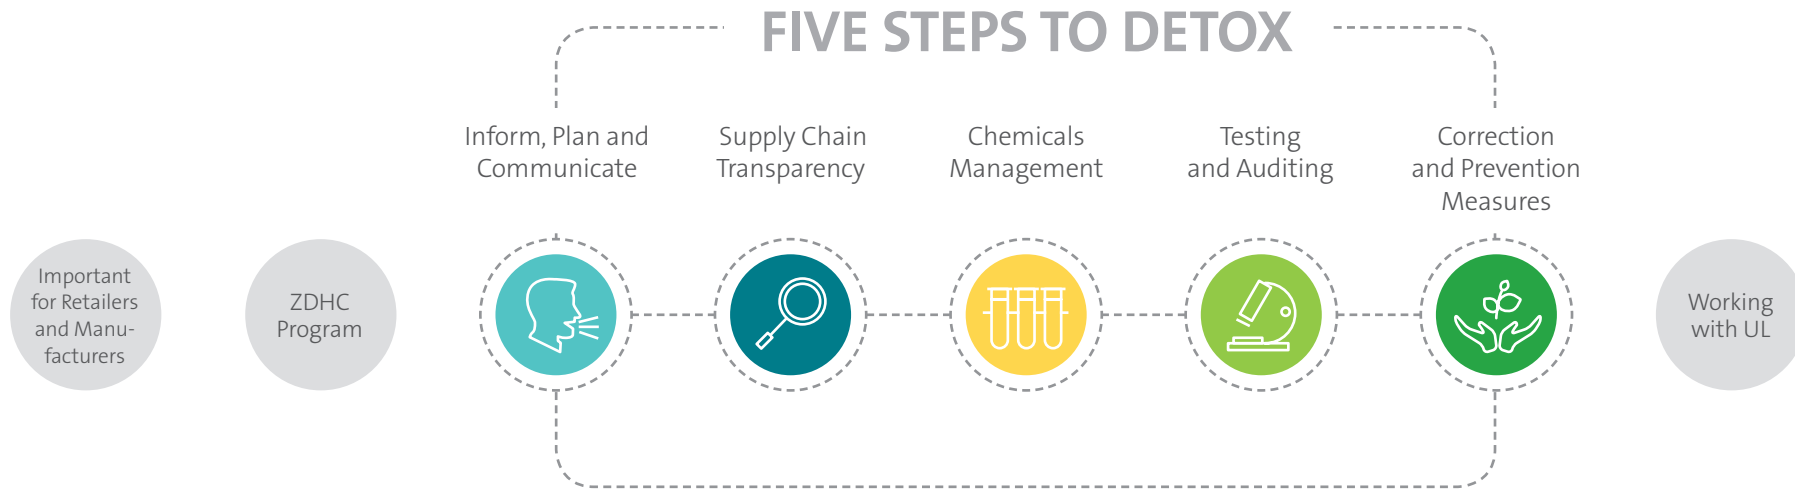 FIVE STEPS TO DETOX
Inform, Plan and
Communicate
Supply Chain
Transparency
Chemicals
Management
Testing
and Auditing
Correction
and Prevention
Measures
Important
for Retailers
and Manu-
facturers
ZDHC
Program
Working
with UL